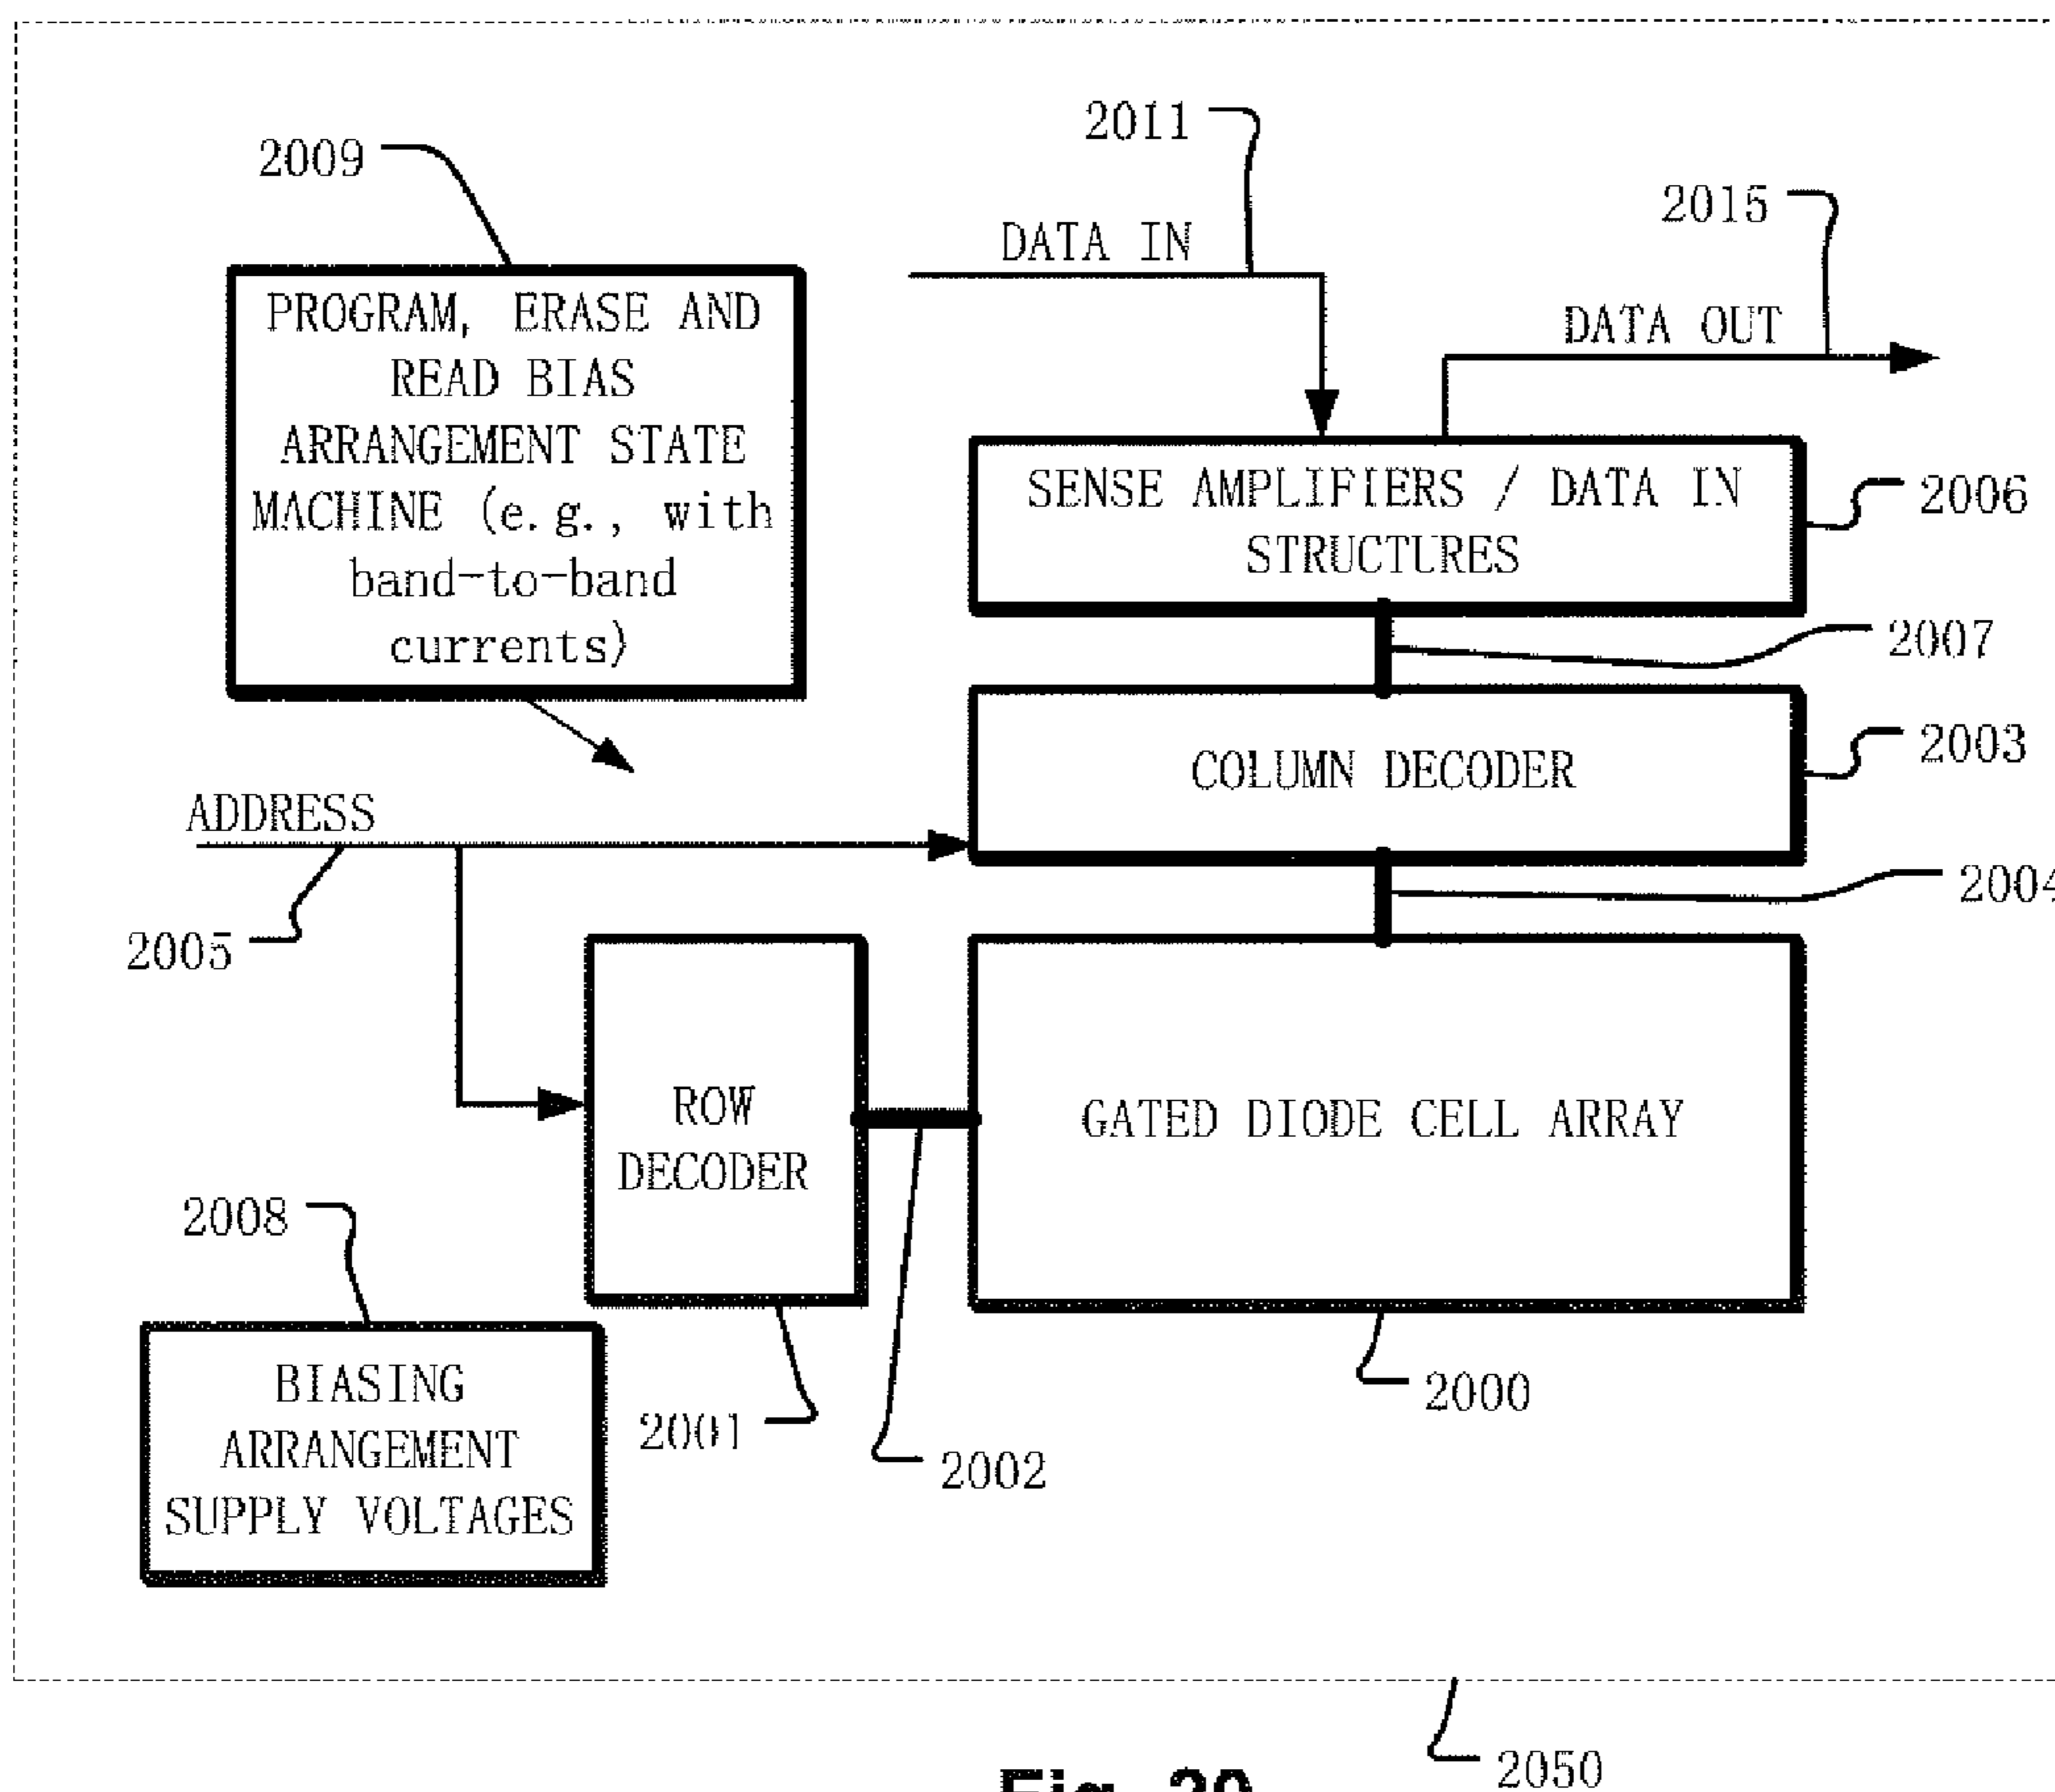 2011
2009
2015
DATA IN
PROGRAM, ERASE AND
READ BIAS
ARRANGEMENT STATE
MACHINE (e.g., with
band-to-band
currents)
DATA OUT
SENSE AMPLIFIERS / DATA IN
STRUCTURES
2006
2007
COLUMN DECODER
2003
ADDRESS
2004
2005
ROW
DECODER
GATED DIODE CELL ARRAY
2008
BIASING
ARRANGEMENT
SUPPLY VOLTAGES
2001
2002
2000
2050
Fig. 20